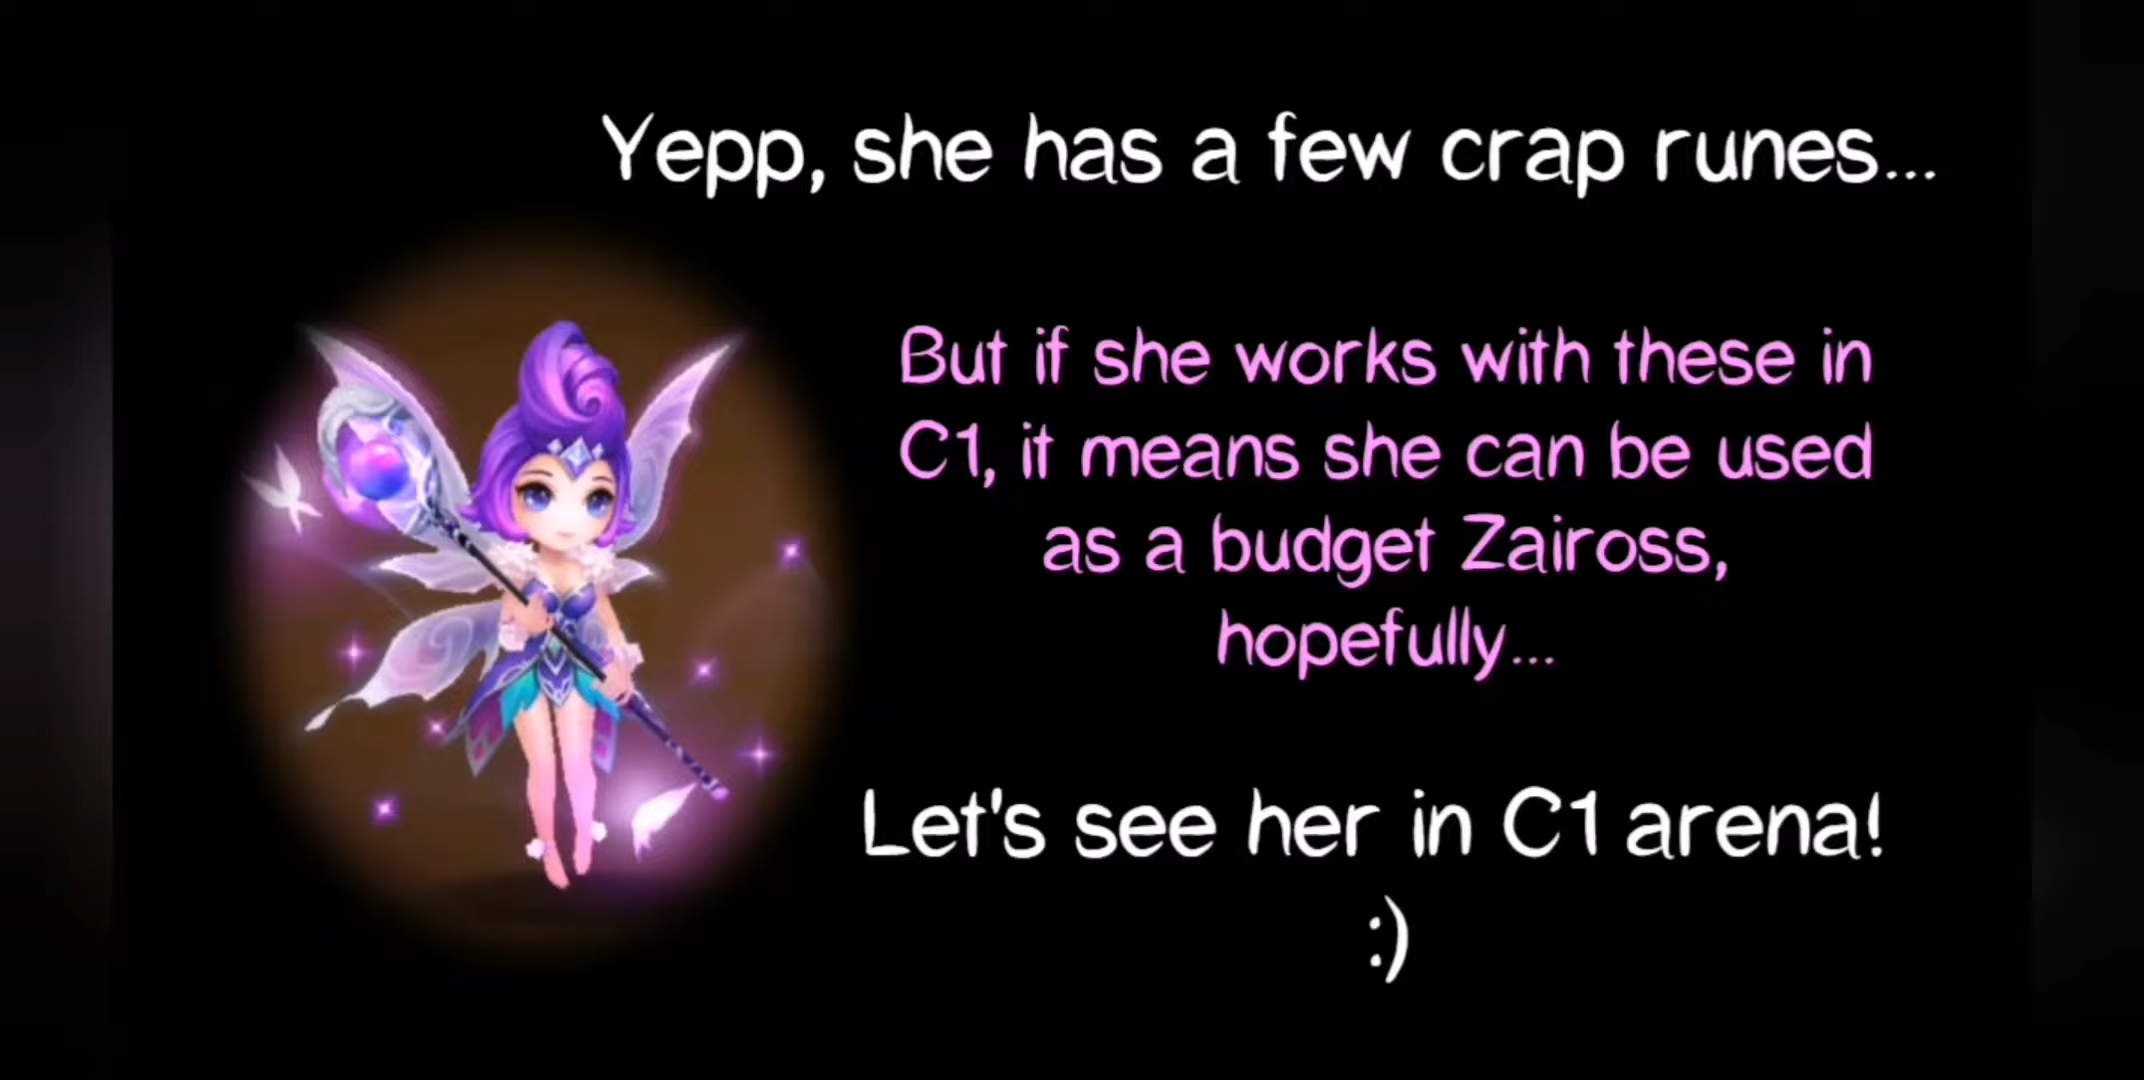 Yepp, she has a few crap runes...
But if she works with these in
C1, it means she can be used
as a budget Zaiross,
hopefully...
Let's see her in C1 arena!
:)